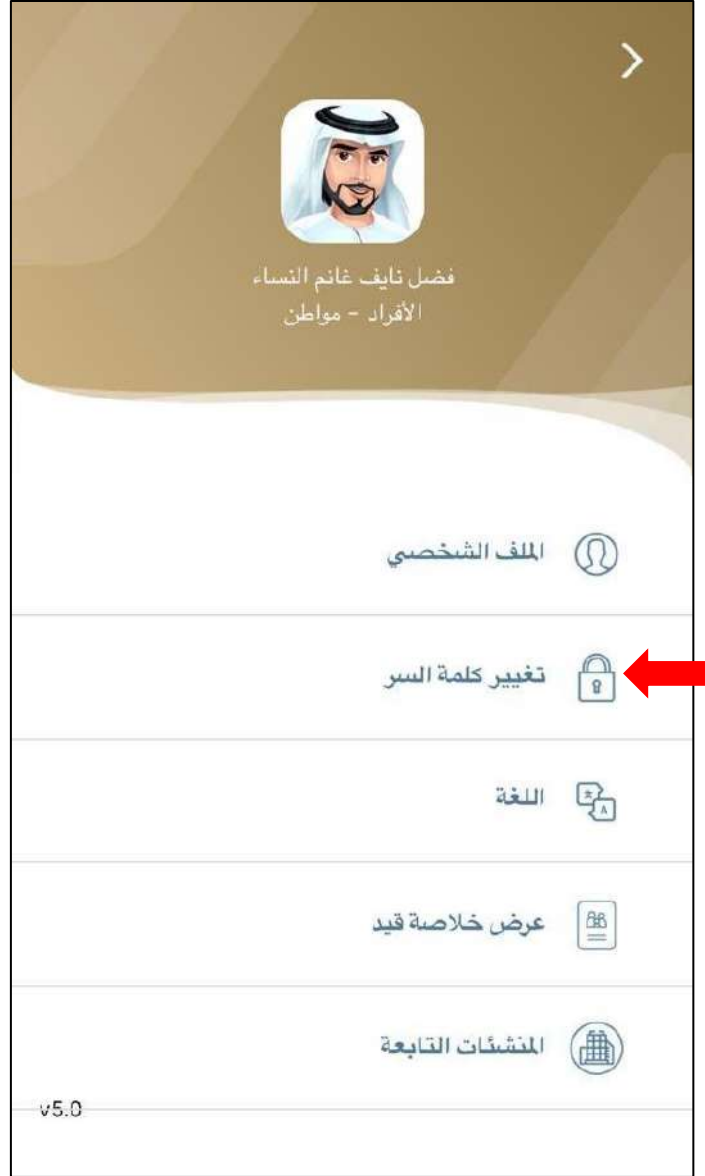 فضل نايف غانم النساء
الأفراد - مواطن
الملف الشخصي
تغيير كلمة السر
اللغة
عرض خلاصة قيد
المنشئات التابعة
v5.0